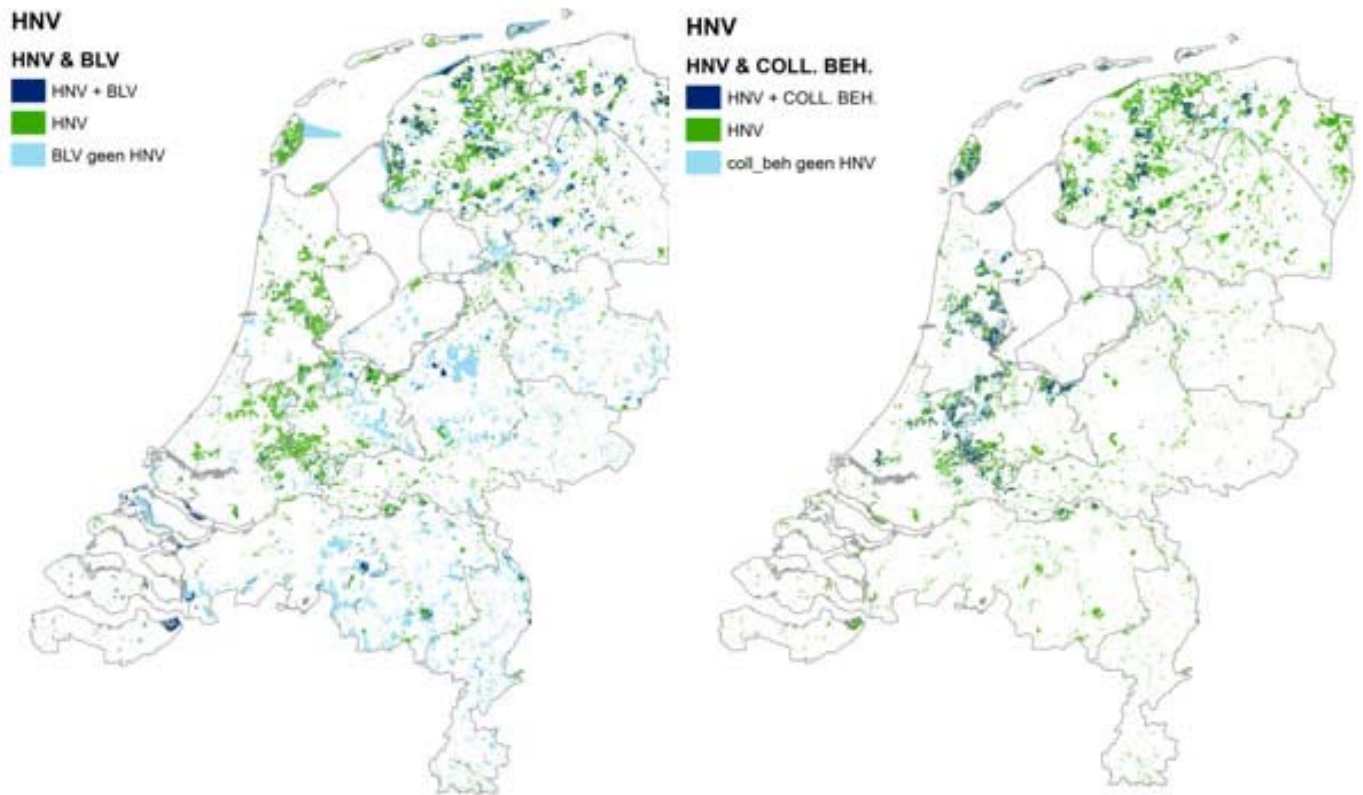 HNV
HNV & BLV
HNV + BLV
HNV
BLV geen HNV
HNV
HNV & COLL. BEH.
HNV + COLL. BEH.
HNV
coll_beh geen HNV